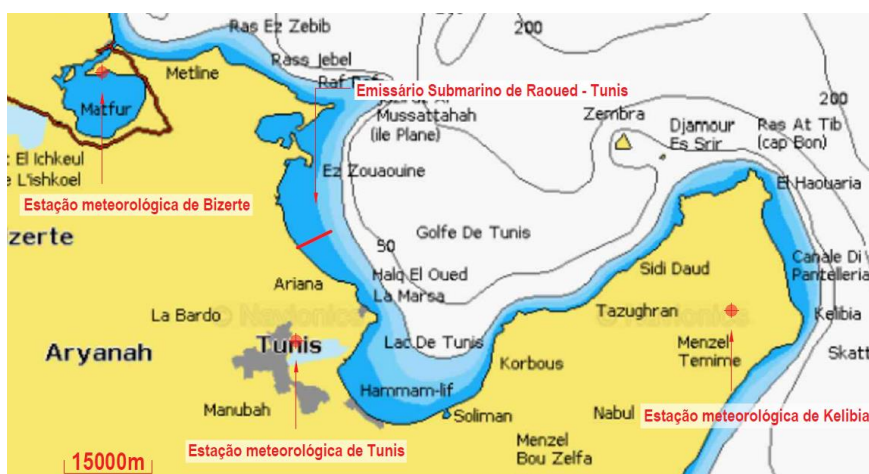 Ras Ez Zebib
200
Metline
Rass Jebel
Raf Raf
Emissário Submarino de Raoued - Tunis
Matfur
Mussattahah
(ile Plane)
Zembra
Djamour
Es Srir
200
Ras At Tib
(cap Bon)
t El Ichkeul
e L'ishkoel
Ez Zouaouine
El Haouaria
Estação meteorológica de Bizerte
zerte
50
Golfe De Tunis
Canale Di
Pantelleria
Halq El Oued
Sidi Daud
Ariana
La Marsa
La Bardo
© Navionics
© Navionics
Tazughran
Kelibia
Aryanah
Tunis
Lac De Tunis
Menzel
Temime
Skatt
Korbous
Hammam-lif
Manubah
Soliman
Nabul
Estação meteorológica de Kelibia
Estação meteorológica de Tunis
Menzel
Bou Zelfa
15000m